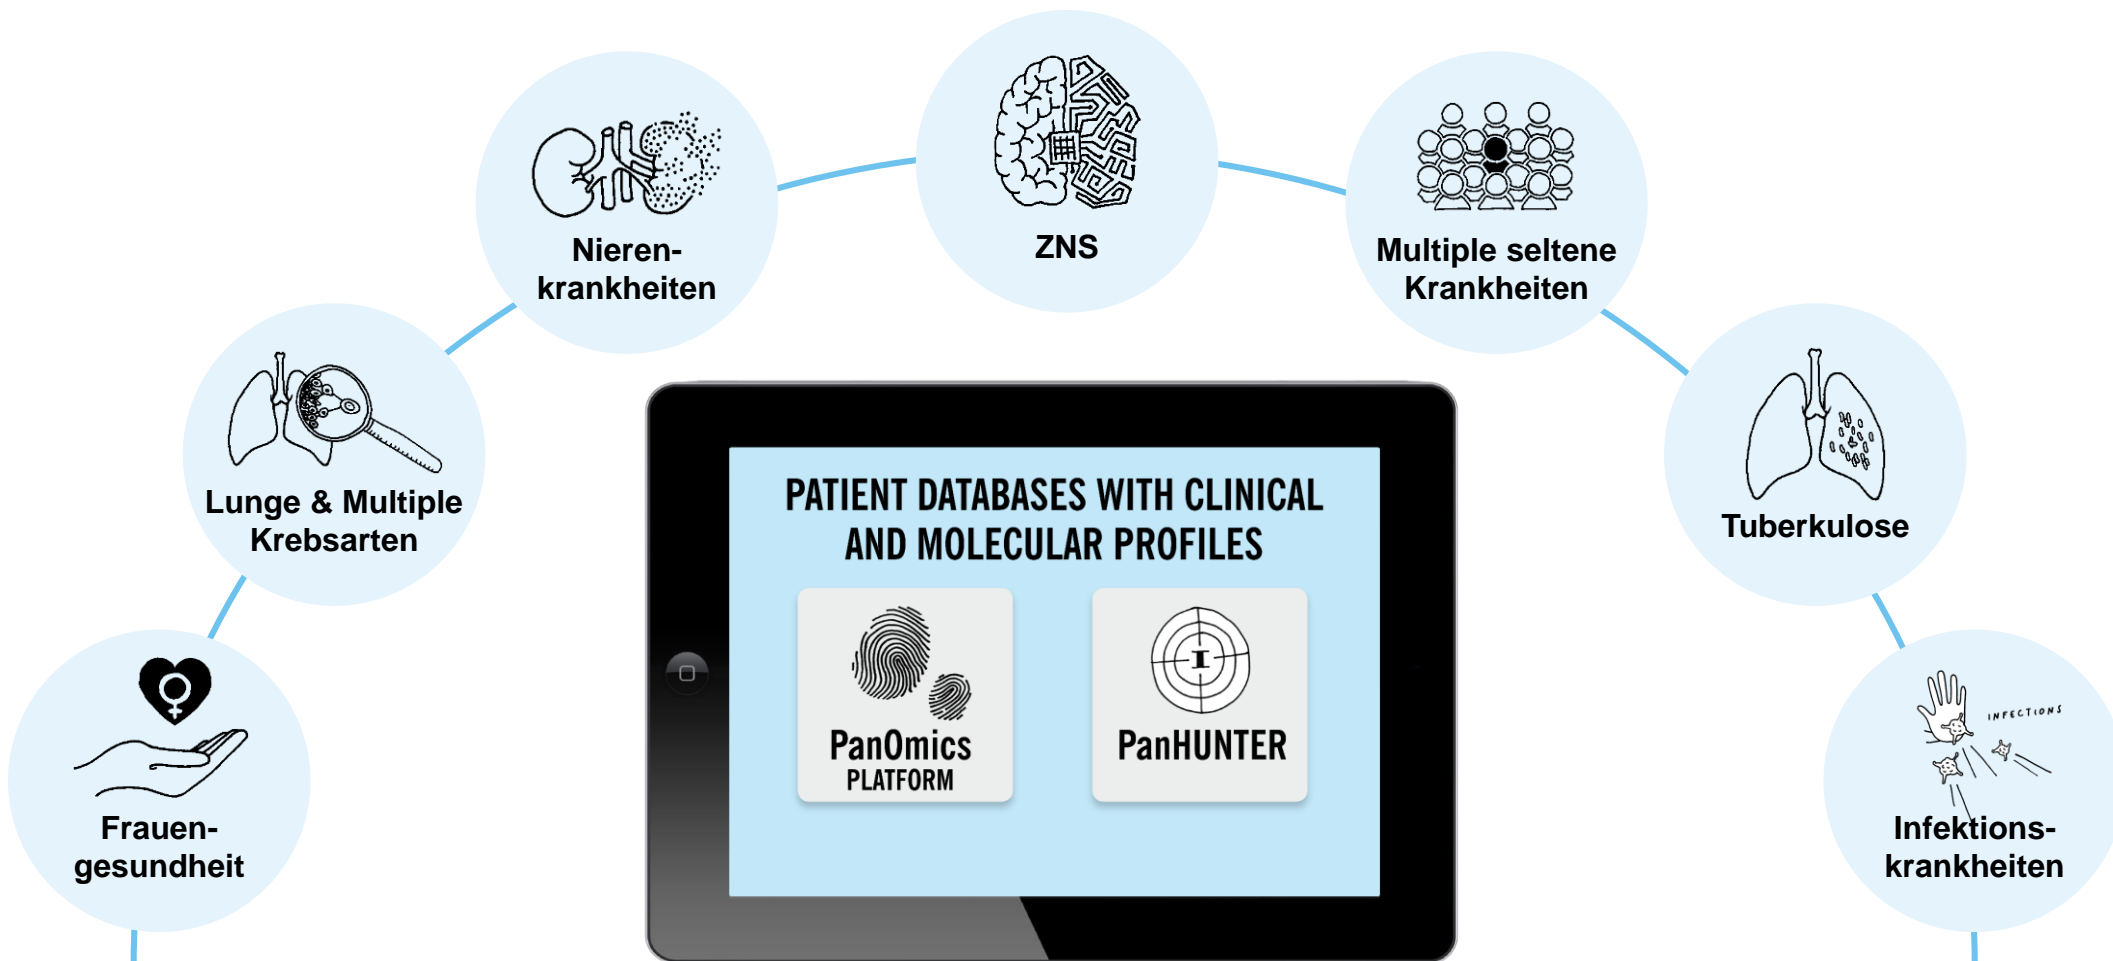 ZNS
Nieren-
krankheiten
Multiple seltene
Krankheiten
Lunge & Multiple
Krebsarten
Tuberkulose
PATIENT DATABASES WITH CLINICAL
AND MOLECULAR PROFILES
PanOmics
PLATFORM
PanHUNTER
Frauen-
gesundheit
INFECTIONS
Infektions-
krankheiten